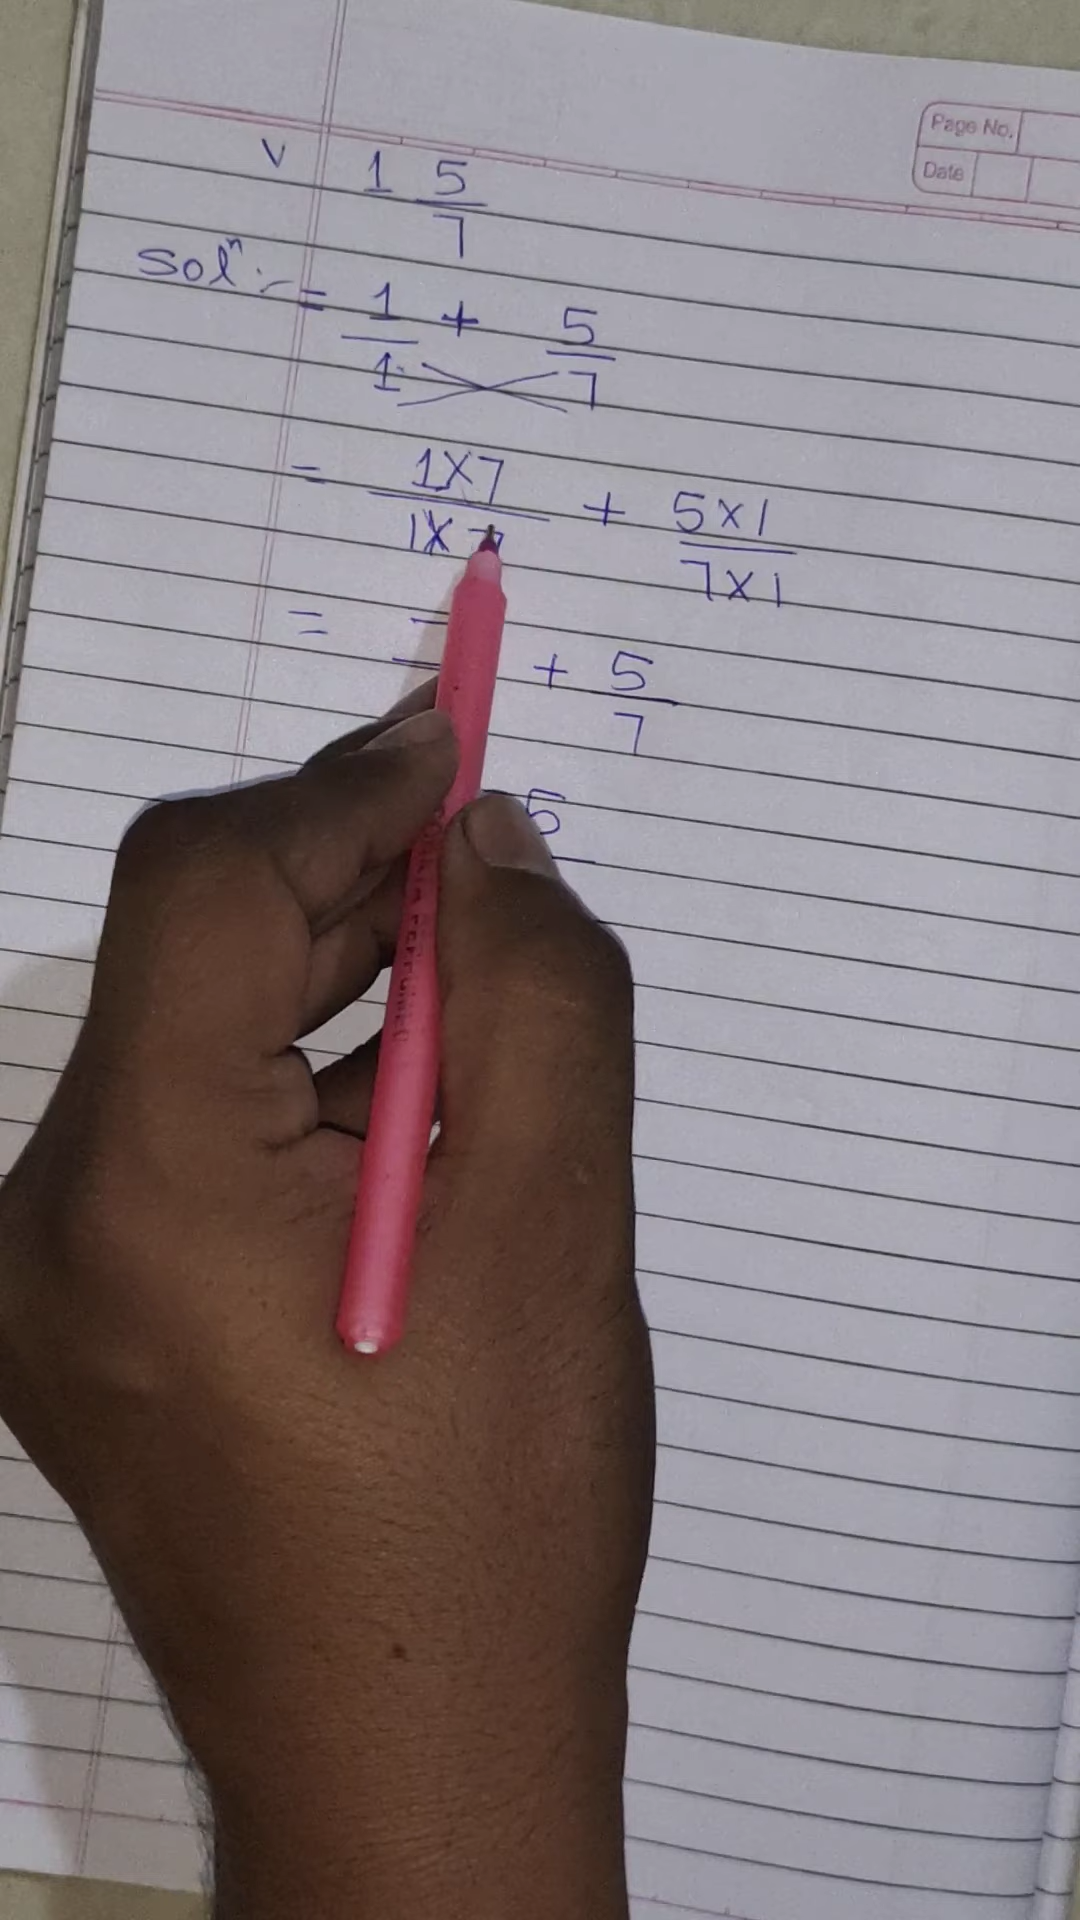 Page No.
Date
v 1 5/7
Solⁿ :- = 1/1 + 5/7
= 1×7/1×7 + 5×1/7×1
= + 5/7
5